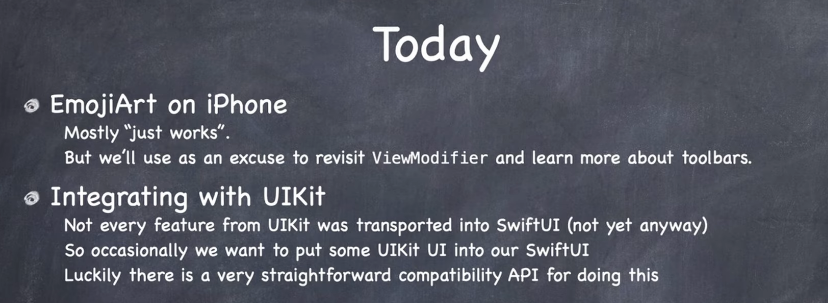 Today
EmojiArt on iPhone
Mostly “just works”.
But we’ll use as an excuse to revisit ViewModifier and learn more about toolbars.
Integrating with UIKit
Not every feature from UIKit was transported into SwiftUI (not yet anyway)
So occasionally we want to put some UIKit UI into our SwiftUI
Luckily there is a very straightforward compatibility API for doing this